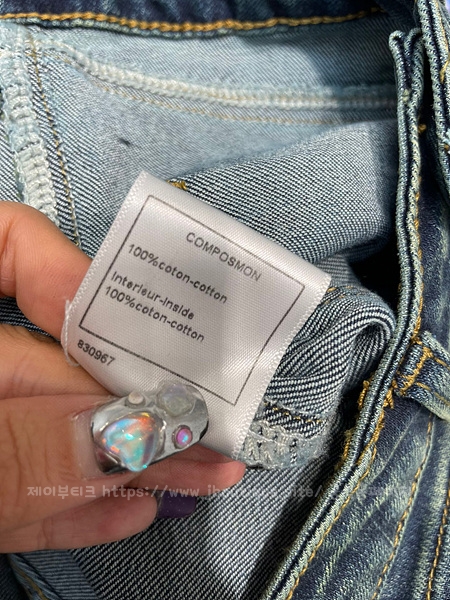 COMPOSMON
100%coton-cotton
Interieur-inside
100%coton-cotton
830967
제이부티크 https://www.